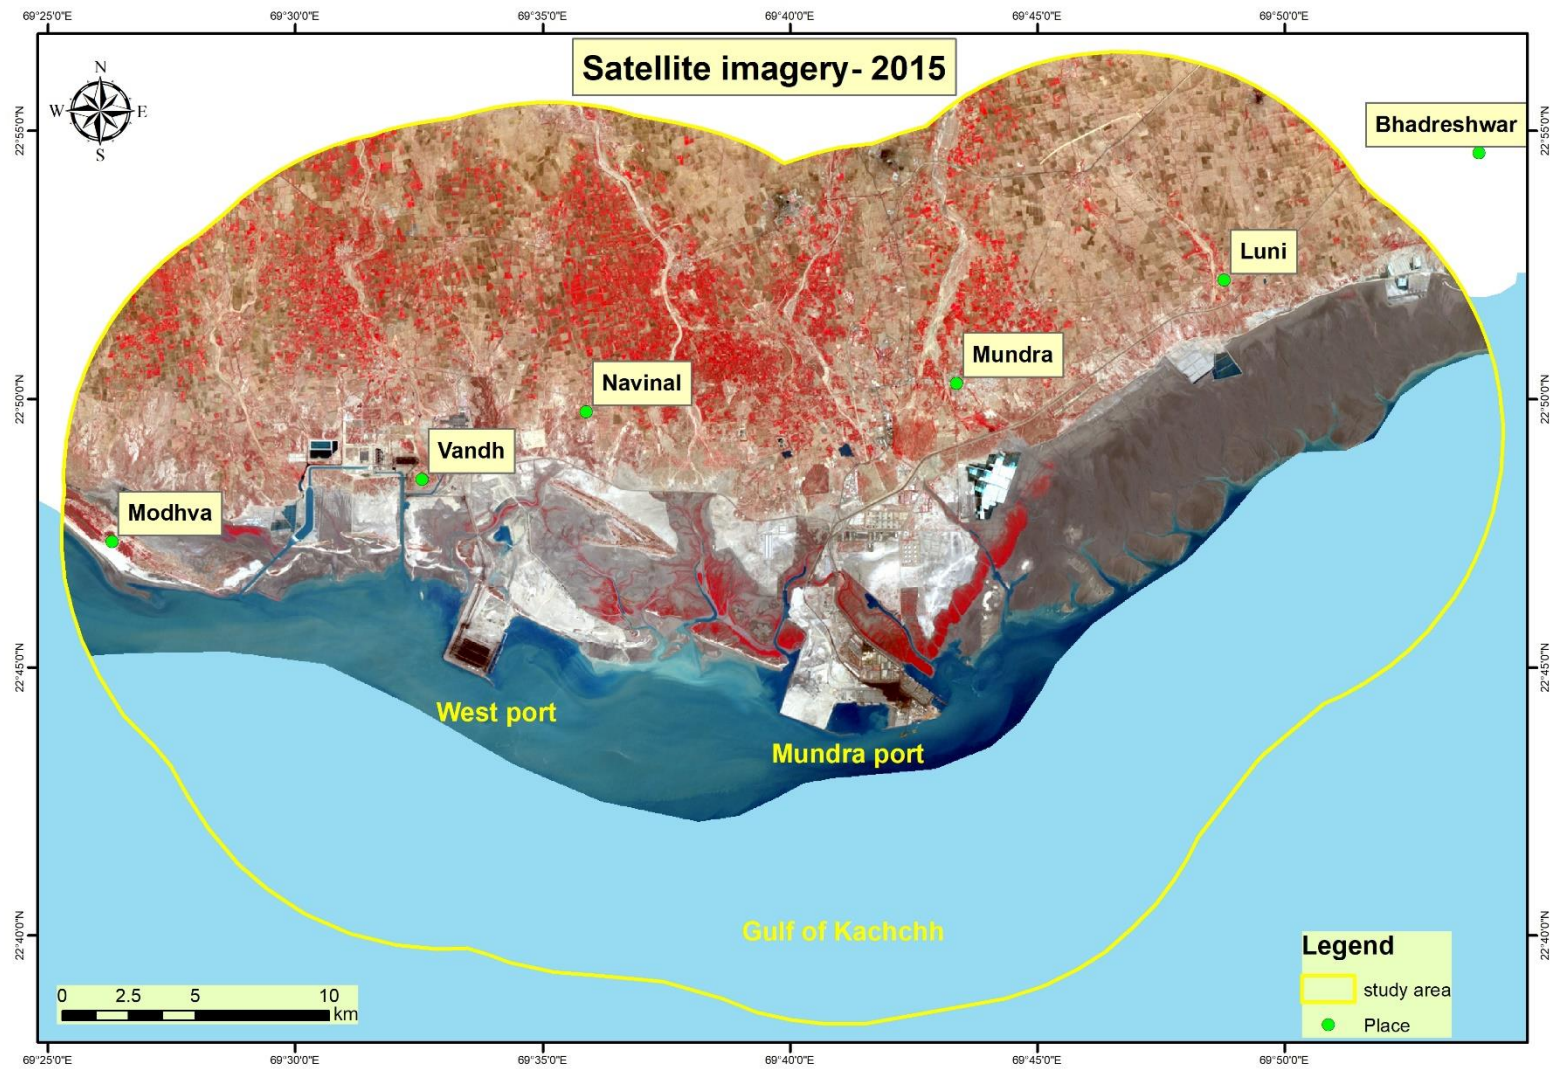 69°25'0"E 69°30'0"E 69°35'0"E 69°40'0"E 69°45'0"E 69°50'0"E
Satellite imagery- 2015
N
W E
S
22°55'0"N 22°55'0"N
Bhadreshwar
Luni
Mundra
Navinal
22°50'0"N 22°50'0"N
Vandh
Modhva
22°45'0"N 22°45'0"N
West port
Mundra port
Gulf of Kachchh
22°40'0"N 22°40'0"N
Legend
study area
Place
0 2.5 5 10
km
69°25'0"E 69°30'0"E 69°35'0"E 69°40'0"E 69°45'0"E 69°50'0"E